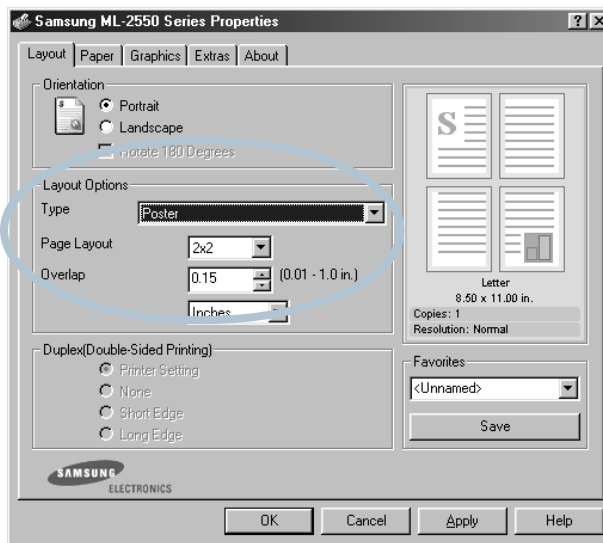 Samsung ML-2550 Series Properties
Layout Paper Graphics Extras About
Orientation
Portrait
Landscape
Rotate 180 Degrees
Layout Options
Type Poster
Page Layout 2x2
Overlap 0.15 (0.01 - 1.0 in.)
Inches
Duplex(Double-Sided Printing)
Printer Setting
None
Short Edge
Long Edge
SAMSUNG
ELECTRONICS
S
Letter
8.50 x 11.00 in.
Copies: 1
Resolution: Normal
Favorites
<Unnamed>
Save
OK Cancel Apply Help